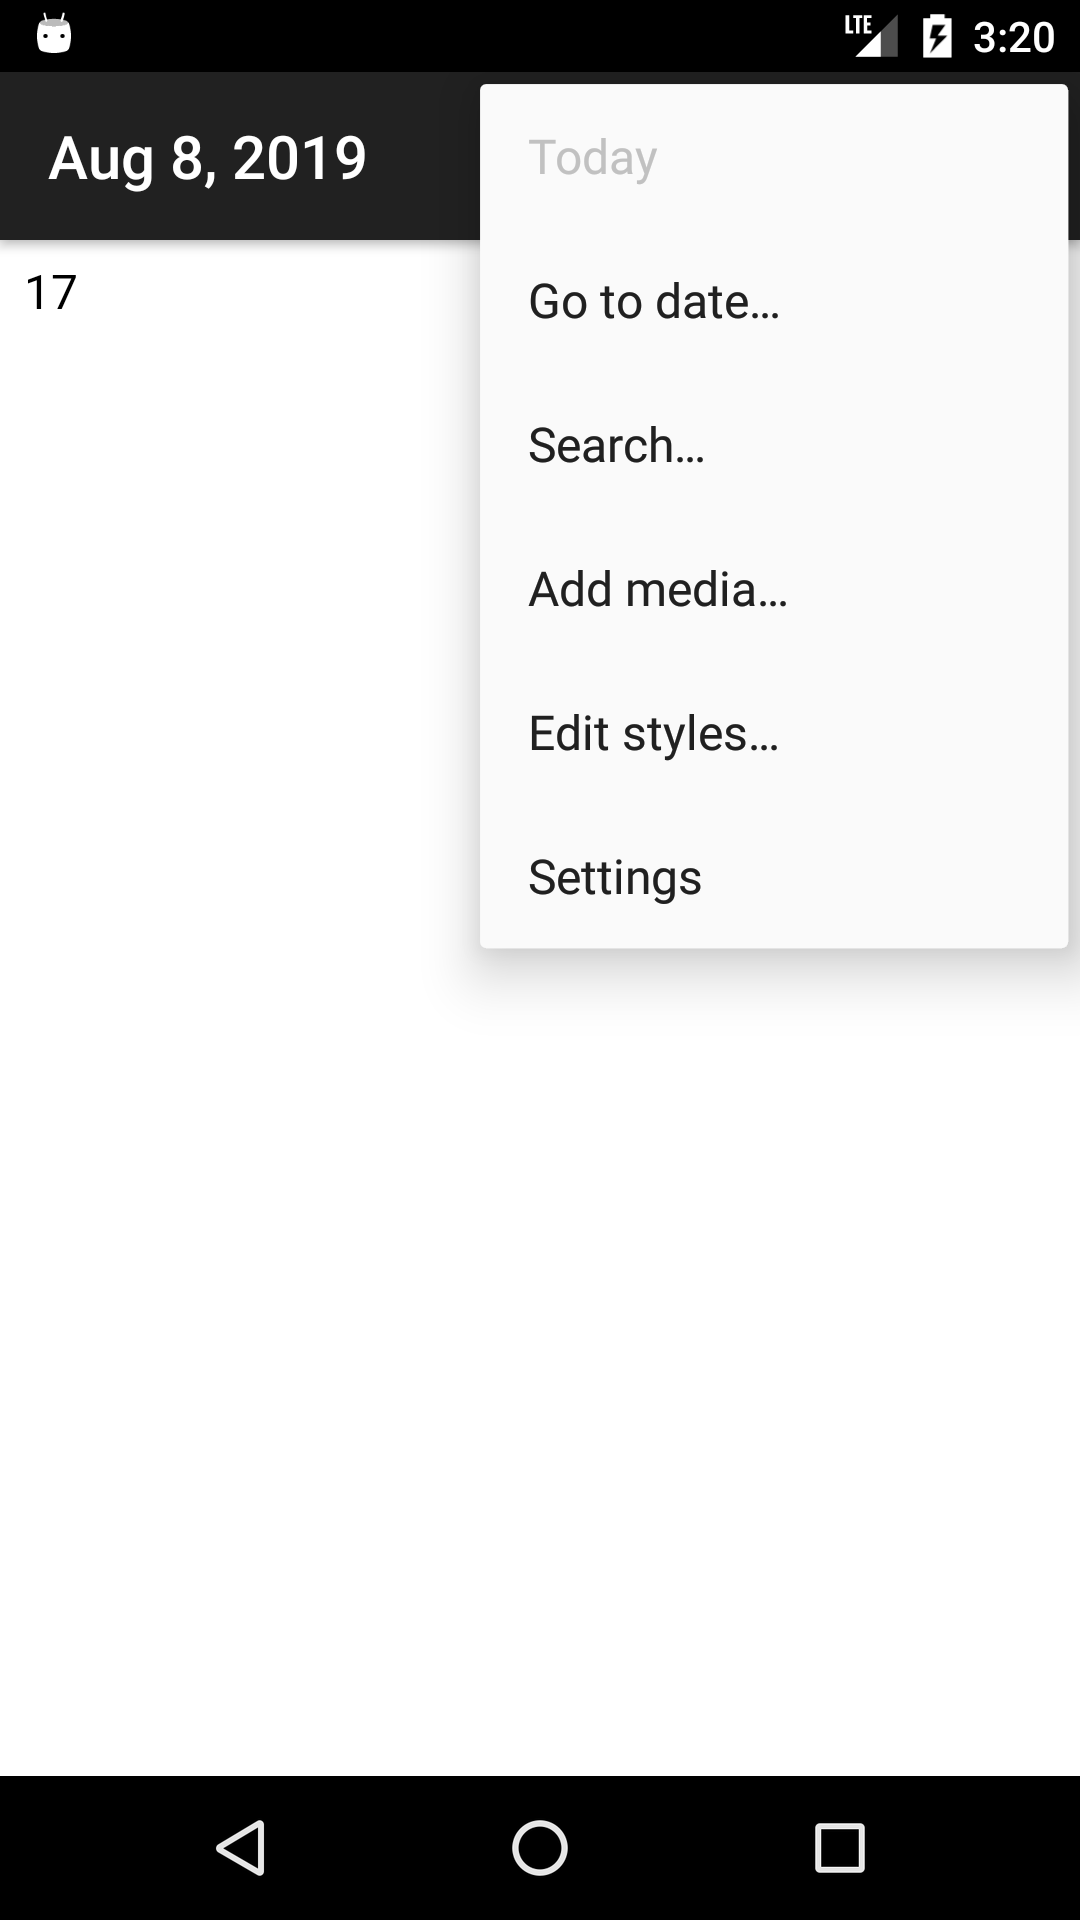 LTE 3:20
Aug 8, 2019
Today
17
Go to date...
Search...
Add media...
Edit styles...
Settings